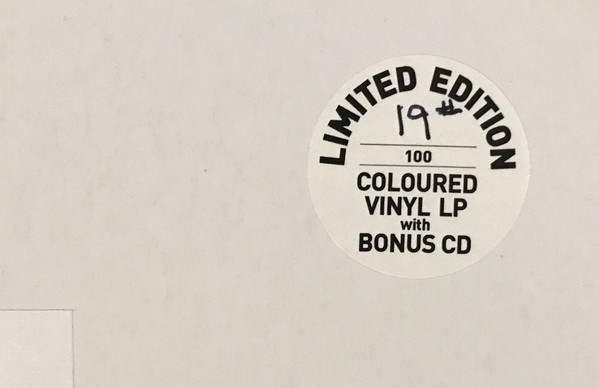 LIMITED EDITION
19#
100
COLOURED
VINYL LP
with
BONUS CD